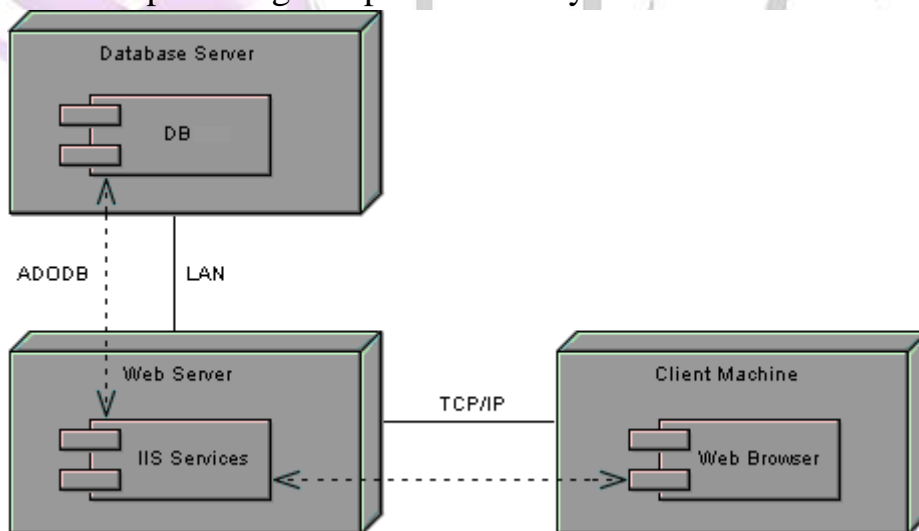 Database Server
DB
ADODB
LAN
Web Server
IIS Services
TCP/IP
Client Machine
Web Browser